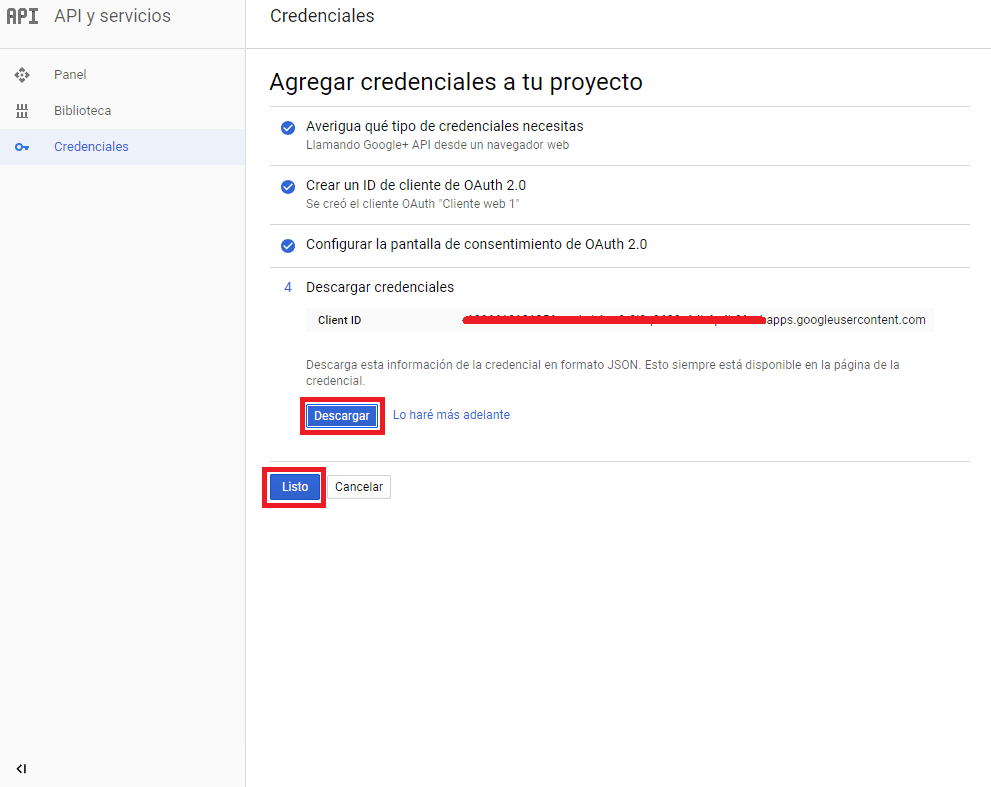 API API y servicios
Credenciales
Panel
Biblioteca
Credenciales
Agregar credenciales a tu proyecto
Averigua qué tipo de credenciales necesitas
Llamando Google+ API desde un navegador web
Crear un ID de cliente de OAuth 2.0
Se creó el cliente OAuth "Cliente web 1"
Configurar la pantalla de consentimiento de OAuth 2.0
4 Descargar credenciales
Client ID apps.googleusercontent.com
Descarga esta información de la credencial en formato JSON. Esto siempre está disponible en la página de la
credencial.
Descargar Lo haré más adelante
Listo Cancelar